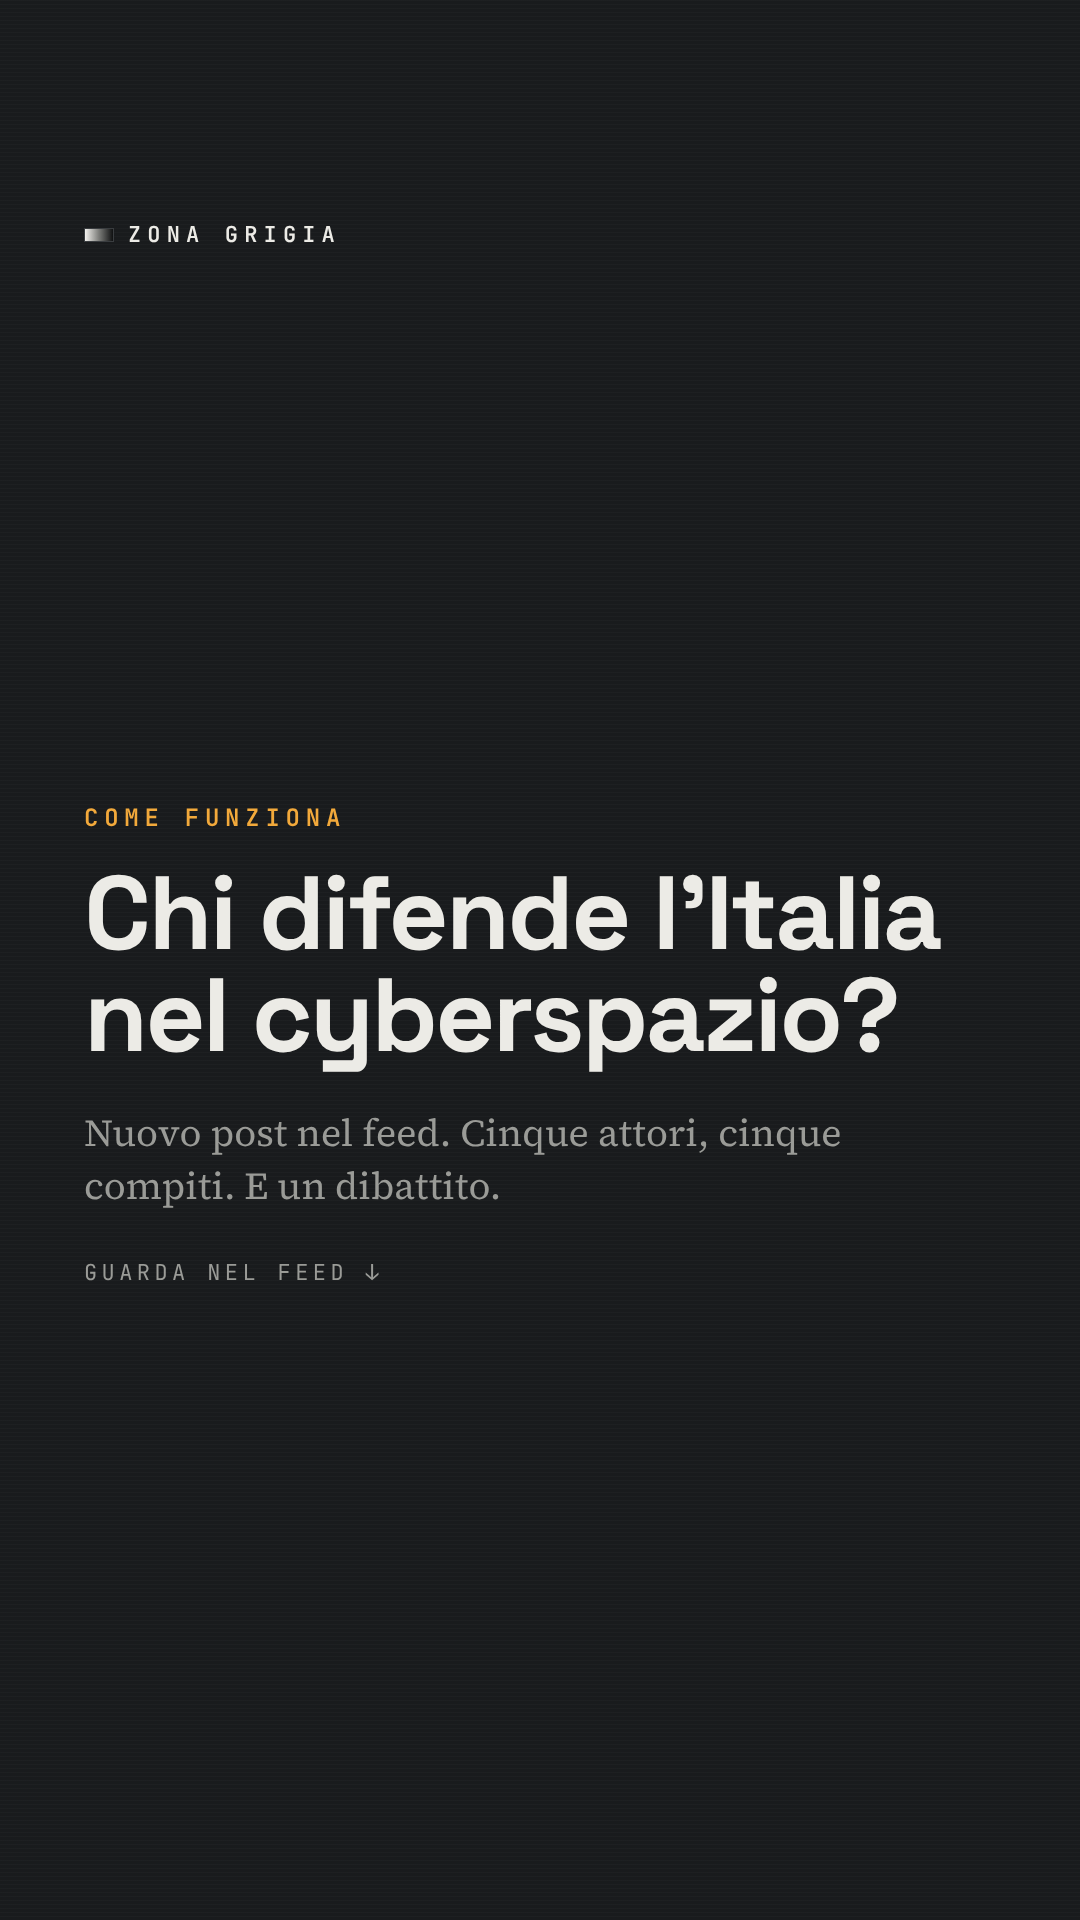 ZONA GRIGIA
COME FUNZIONA
Chi difende l’Italia
nel cyberspazio?
Nuovo post nel feed. Cinque attori, cinque
compiti. E un dibattito.
GUARDA NEL FEED ↓